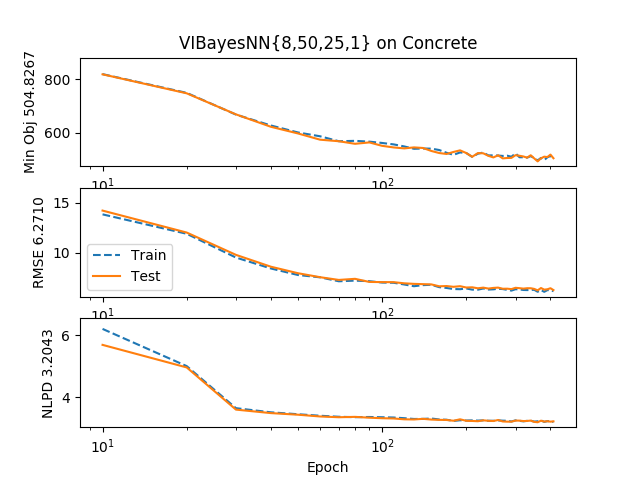 VIBayesNN{8,50,25,1} on Concrete
Min Obj 504.8267
800
600
10¹
10²
RMSE 6.2710
15
10
Train
Test
10¹
10²
NLPD 3.2043
6
4
10¹
10²
Epoch